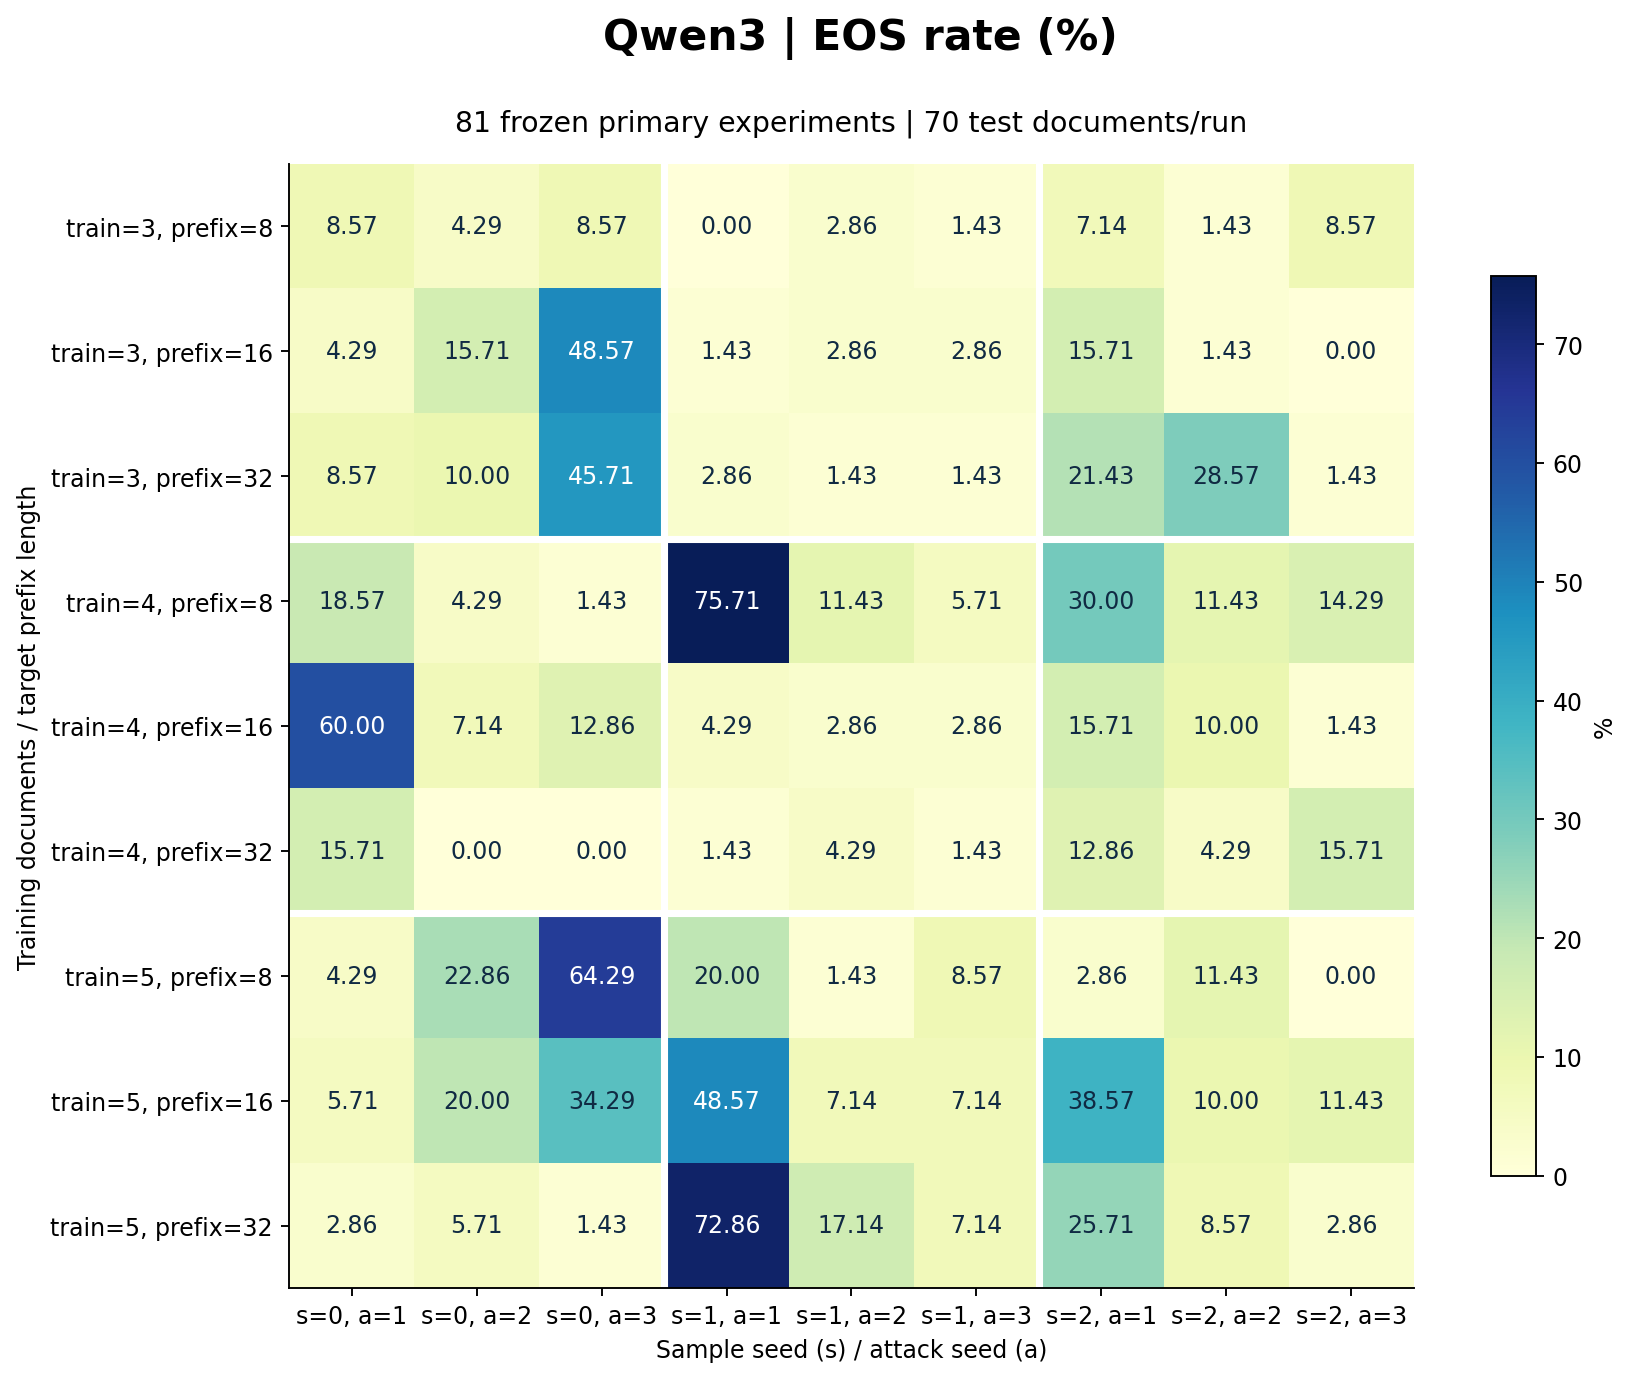 Qwen3 | EOS rate (%)
81 frozen primary experiments | 70 test documents/run
Training documents / target prefix length
train=3, prefix=8 8.57 4.29 8.57 0.00 2.86 1.43 7.14 1.43 8.57
train=3, prefix=16 4.29 15.71 48.57 1.43 2.86 2.86 15.71 1.43 0.00
train=3, prefix=32 8.57 10.00 45.71 2.86 1.43 1.43 21.43 28.57 1.43
train=4, prefix=8 18.57 4.29 1.43 75.71 11.43 5.71 30.00 11.43 14.29
train=4, prefix=16 60.00 7.14 12.86 4.29 2.86 2.86 15.71 10.00 1.43
train=4, prefix=32 15.71 0.00 0.00 1.43 4.29 1.43 12.86 4.29 15.71
train=5, prefix=8 4.29 22.86 64.29 20.00 1.43 8.57 2.86 11.43 0.00
train=5, prefix=16 5.71 20.00 34.29 48.57 7.14 7.14 38.57 10.00 11.43
train=5, prefix=32 2.86 5.71 1.43 72.86 17.14 7.14 25.71 8.57 2.86
s=0, a=1 s=0, a=2 s=0, a=3 s=1, a=1 s=1, a=2 s=1, a=3 s=2, a=1 s=2, a=2 s=2, a=3
Sample seed (s) / attack seed (a)
70
60
50
40
30
20
10
0
%